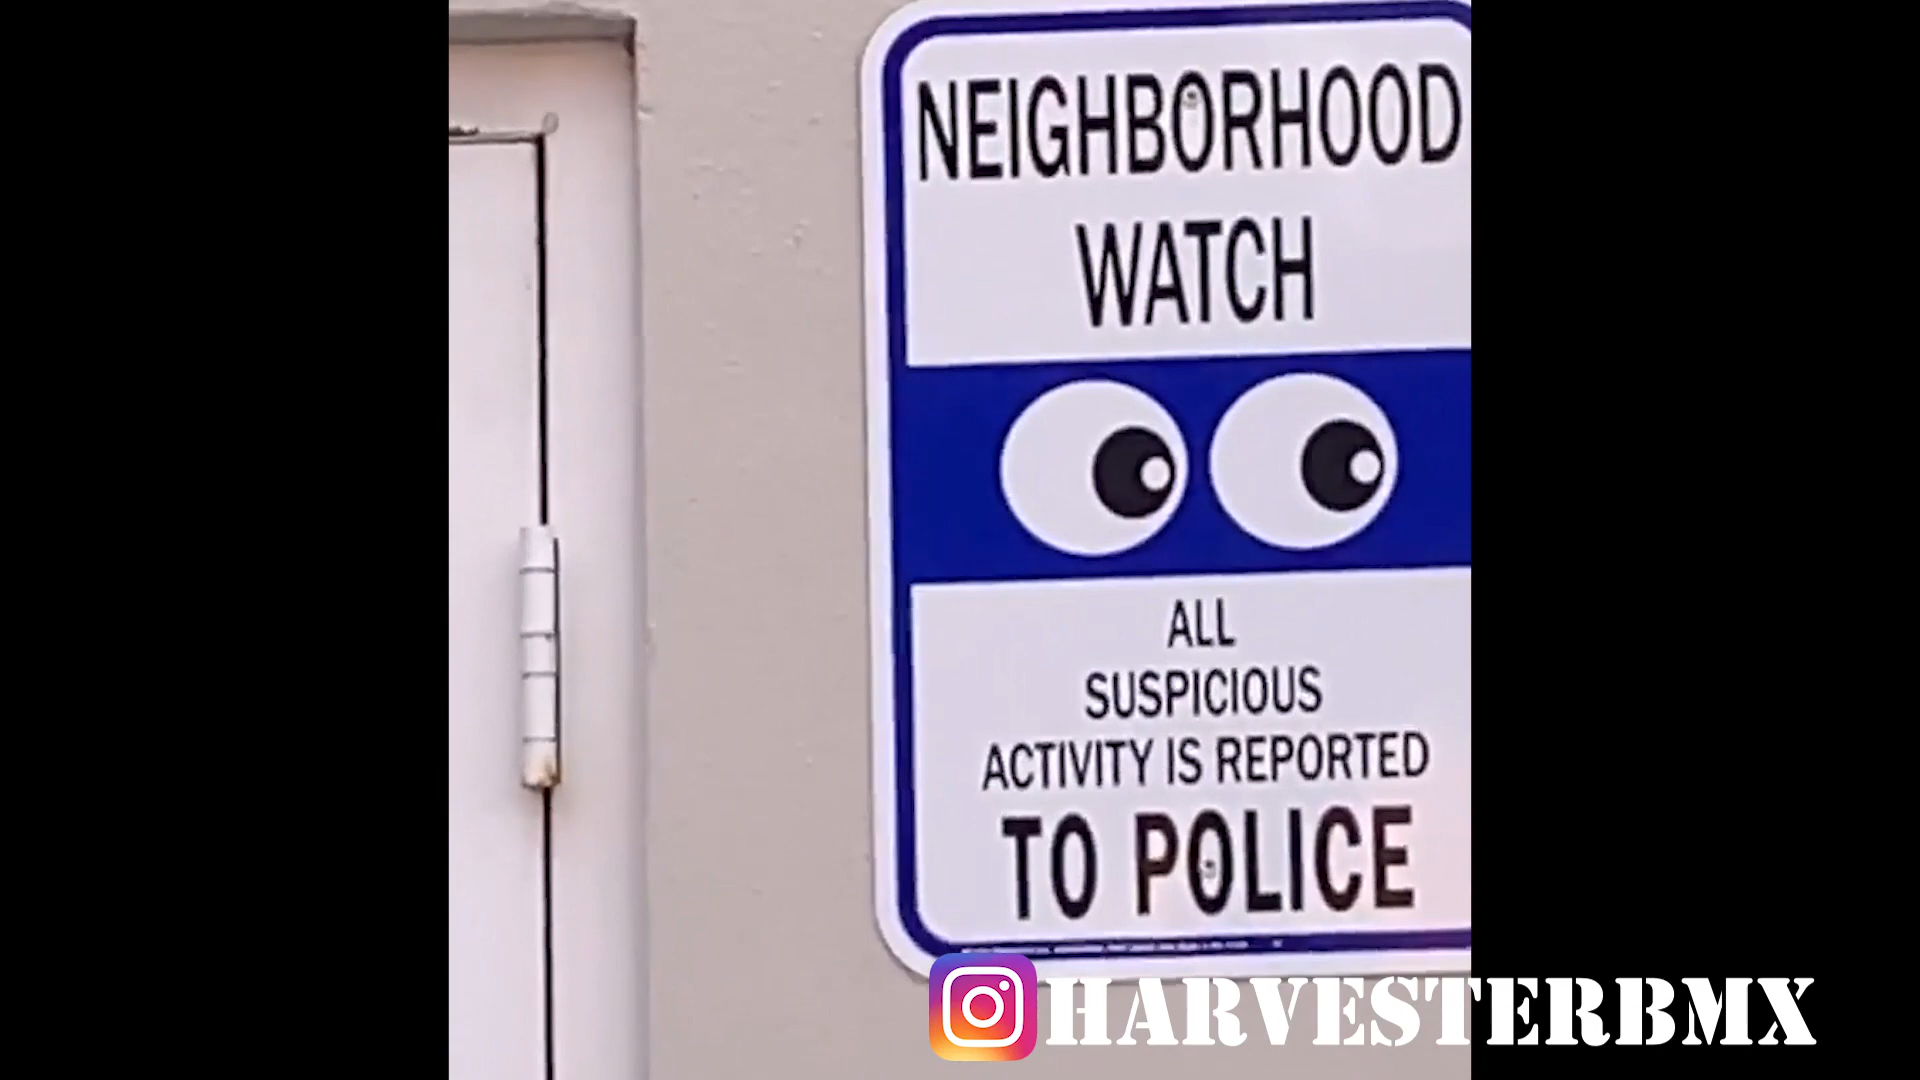 NEIGHBORHOOD
WATCH
ALL
SUSPICIOUS
ACTIVITY IS REPORTED
TO POLICE
HARVESTERBMX